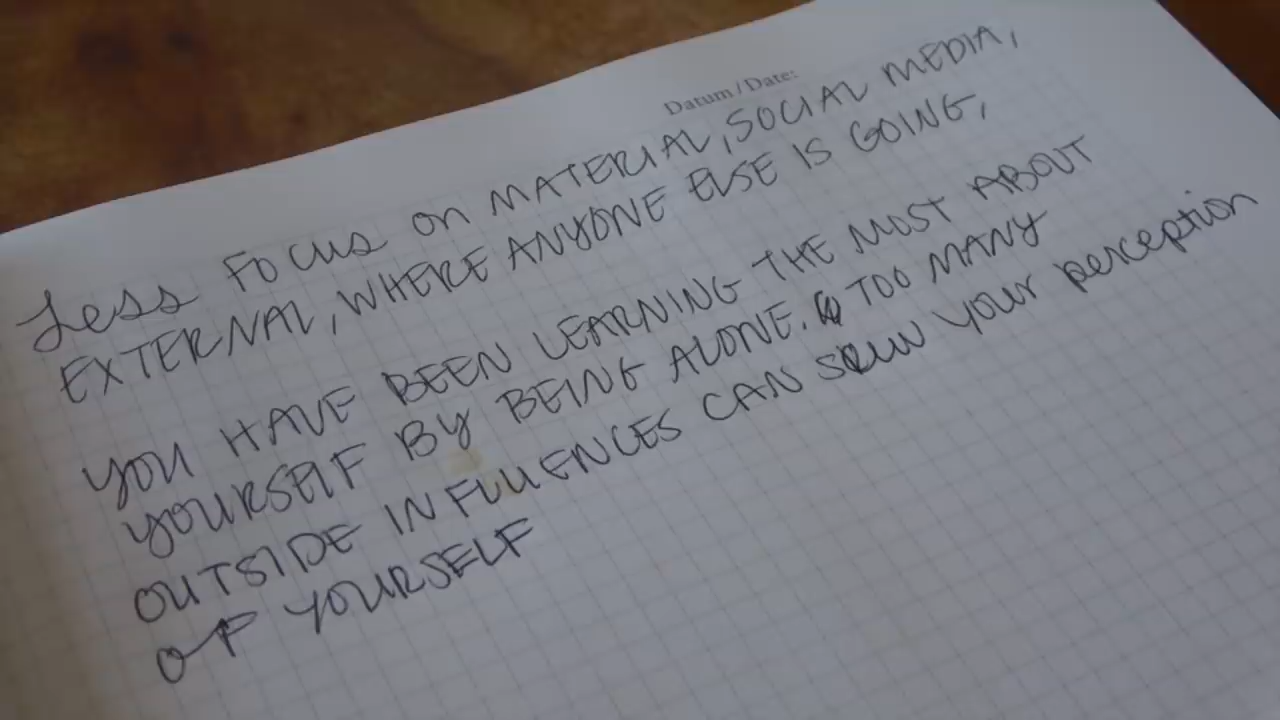 Datum/Date:
Less Focus on MATERIAL, SOCIAL MEDIA,
EXTERNAL, WHERE ANYONE ELSE IS GOING,
YOU HAVE BEEN LEARNING THE MOST ABOUT
YOURSELF BY BEING ALONE. TOO MANY
OUTSIDE INFLUENCES CAN SKEW YOUR perception
OF YOURSELF